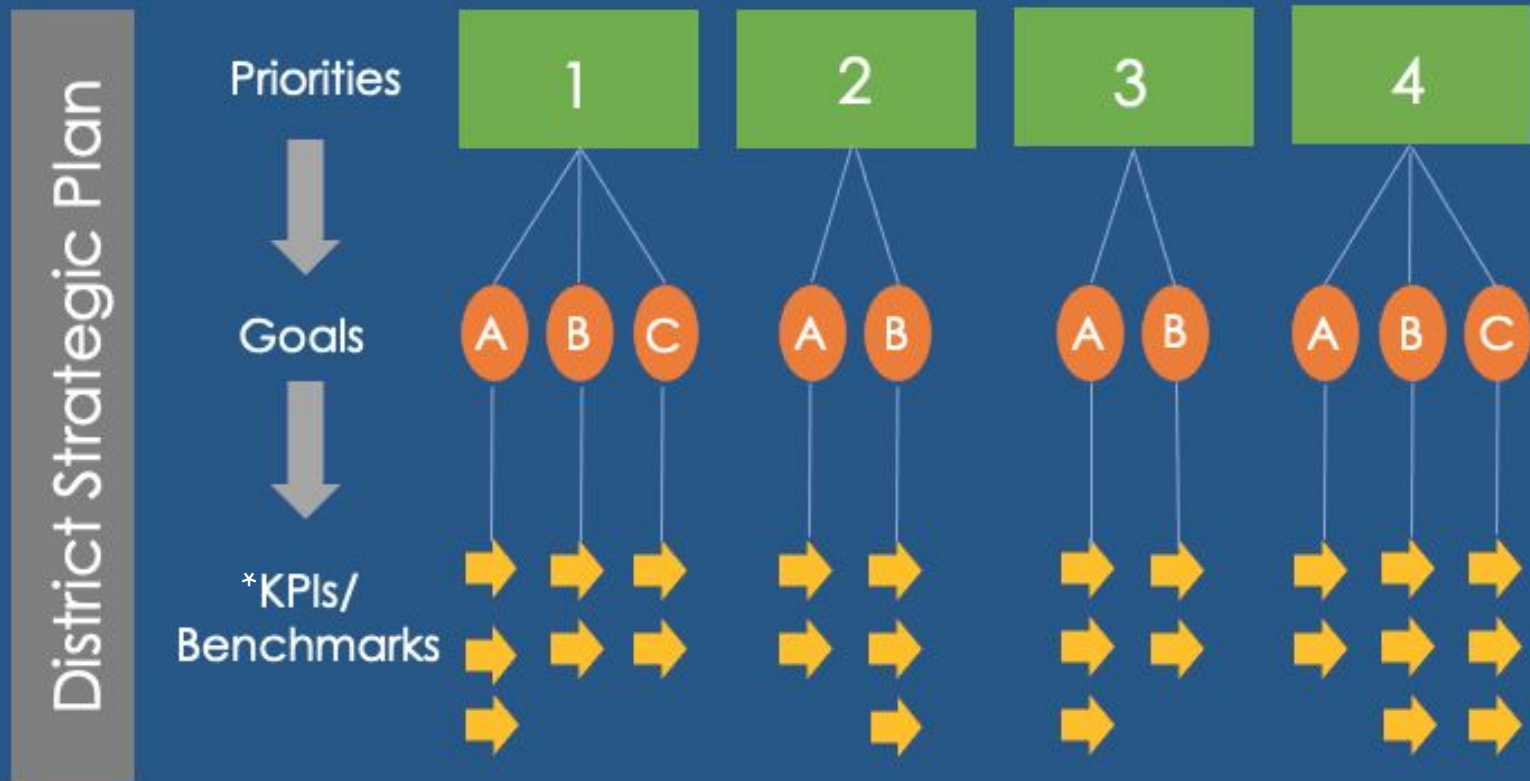 District Strategic Plan
Priorities
1
2
3
4
Goals
A B C
A B
A B
A B C
*KPIs/
Benchmarks